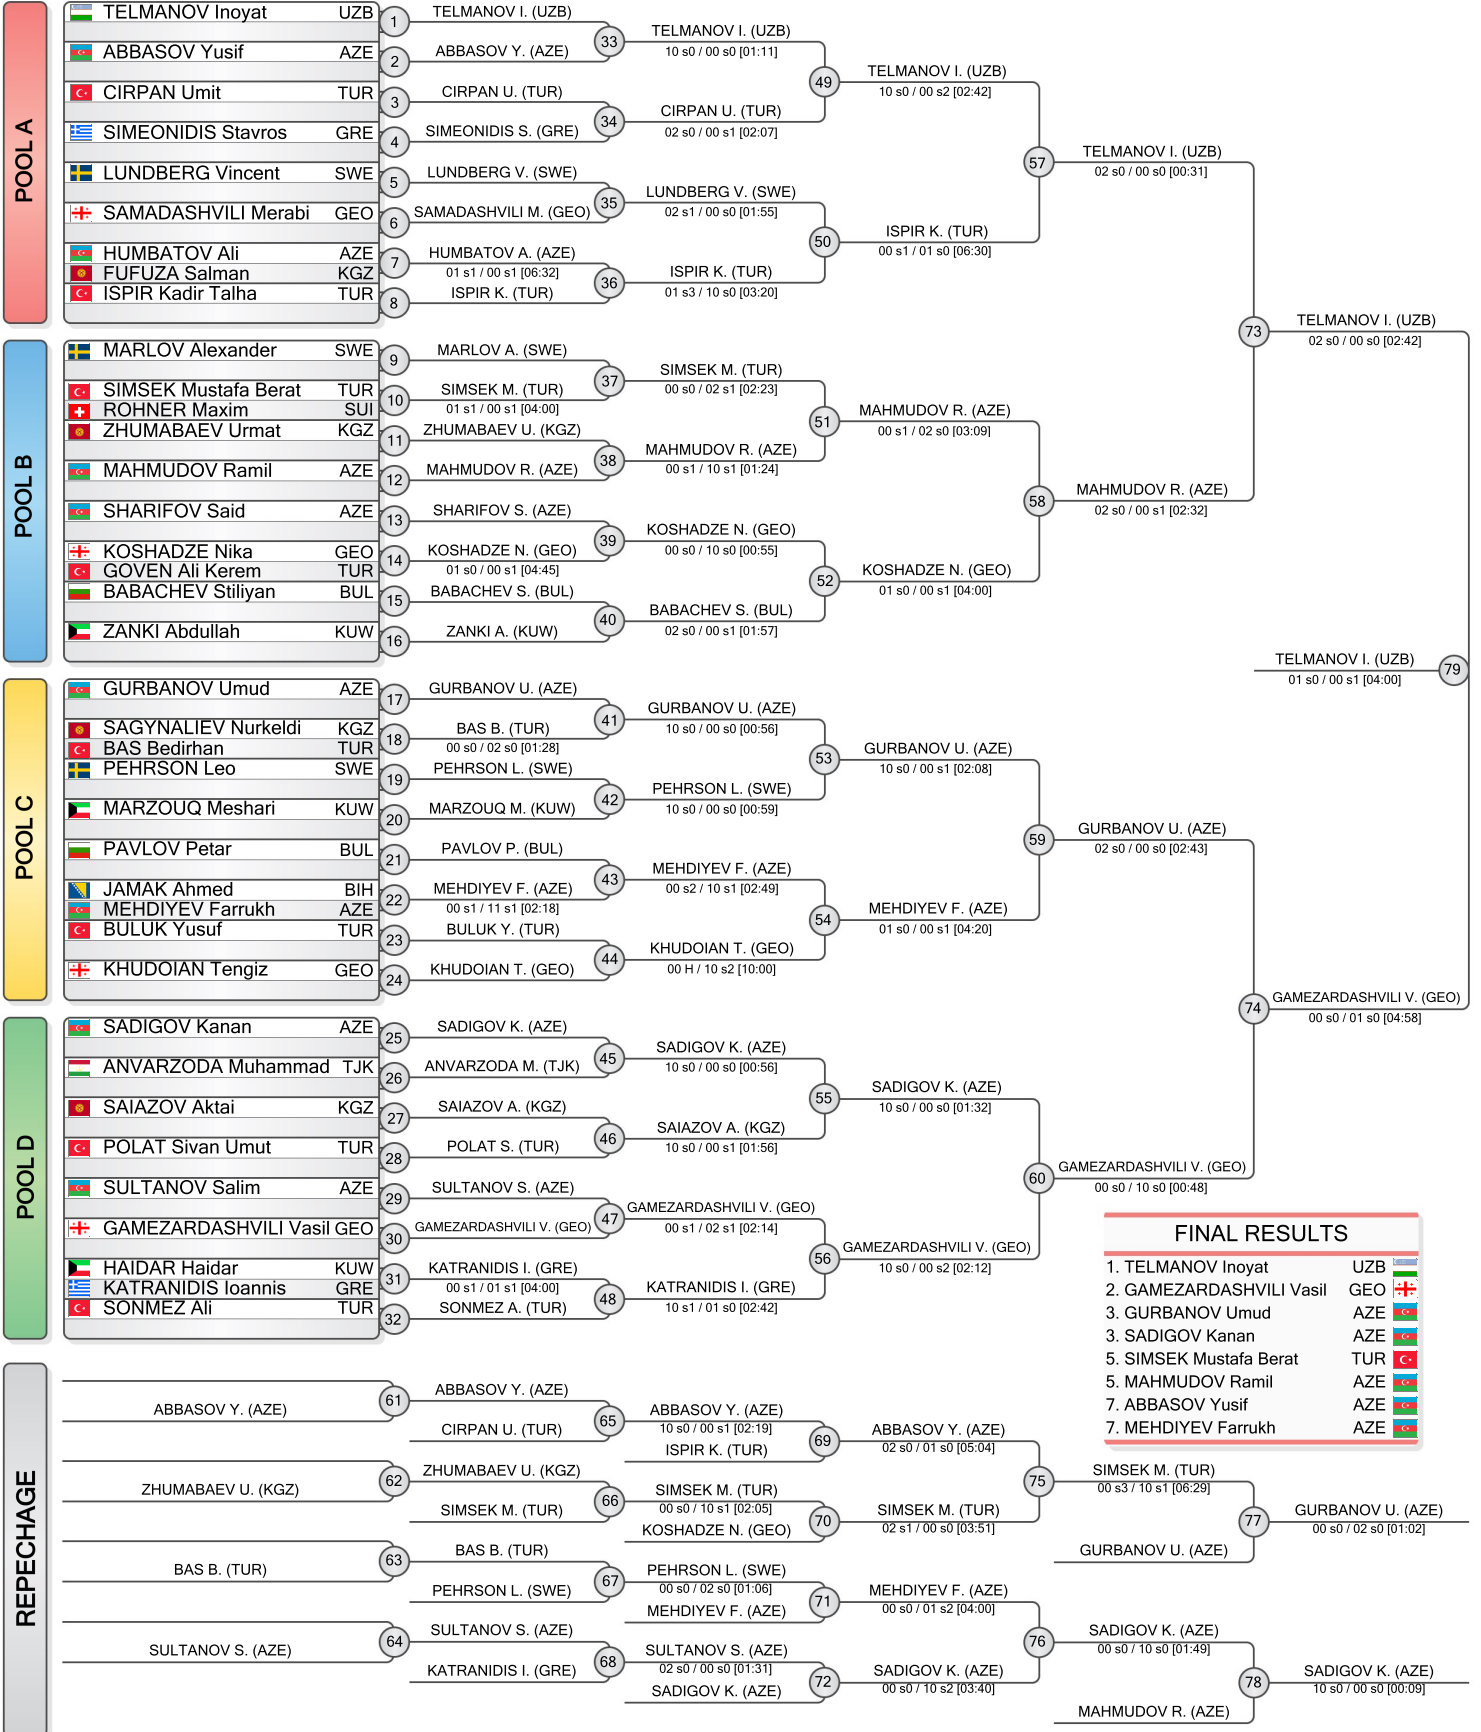 POOL A
TELMANOV Inoyat UZB
ABBASOV Yusif AZE
CIRPAN Umit TUR
SIMEONIDIS Stavros GRE
LUNDBERG Vincent SWE
SAMADASHVILI Merabi GEO
HUMBATOV Ali AZE
FUFUZA Salman KGZ
ISPIR Kadir Talha TUR
1
2
3
4
5
6
7
8
TELMANOV I. (UZB)
ABBASOV Y. (AZE)
CIRPAN U. (TUR)
SIMEONIDIS S. (GRE)
LUNDBERG V. (SWE)
SAMADASHVILI M. (GEO)
HUMBATOV A. (AZE)
01 s1 / 00 s1 [06:32]
ISPIR K. (TUR)
33
34
35
36
TELMANOV I. (UZB)
10 s0 / 00 s0 [01:11]
CIRPAN U. (TUR)
02 s0 / 00 s1 [02:07]
LUNDBERG V. (SWE)
02 s1 / 00 s0 [01:55]
ISPIR K. (TUR)
01 s3 / 10 s0 [03:20]
49
50
TELMANOV I. (UZB)
10 s0 / 00 s2 [02:42]
ISPIR K. (TUR)
00 s1 / 01 s0 [06:30]
57
TELMANOV I. (UZB)
02 s0 / 00 s0 [00:31]
POOL B
MARLOV Alexander SWE
SIMSEK Mustafa Berat TUR
ROHNER Maxim SUI
ZHUMABAEV Urmat KGZ
MAHMUDOV Ramil AZE
SHARIFOV Said AZE
KOSHADZE Nika GEO
GOVEN Ali Kerem TUR
BABACHEV Stiliyan BUL
ZANKI Abdullah KUW
9
10
11
12
13
14
15
16
MARLOV A. (SWE)
SIMSEK M. (TUR)
01 s1 / 00 s1 [04:00]
ZHUMABAEV U. (KGZ)
MAHMUDOV R. (AZE)
SHARIFOV S. (AZE)
KOSHADZE N. (GEO)
01 s0 / 00 s1 [04:45]
BABACHEV S. (BUL)
ZANKI A. (KUW)
37
38
39
40
SIMSEK M. (TUR)
00 s0 / 02 s1 [02:23]
MAHMUDOV R. (AZE)
00 s1 / 10 s1 [01:24]
KOSHADZE N. (GEO)
00 s0 / 10 s0 [00:55]
BABACHEV S. (BUL)
02 s0 / 00 s1 [01:57]
51
52
MAHMUDOV R. (AZE)
00 s1 / 02 s0 [03:09]
KOSHADZE N. (GEO)
01 s0 / 00 s1 [04:00]
58
MAHMUDOV R. (AZE)
02 s0 / 00 s1 [02:32]
73
TELMANOV I. (UZB)
02 s0 / 00 s0 [02:42]
TELMANOV I. (UZB)
01 s0 / 00 s1 [04:00]
79
POOL C
GURBANOV Umud AZE
SAGYNALIEV Nurkeldi KGZ
BAS Bedirhan TUR
PEHRSON Leo SWE
MARZOUQ Meshari KUW
PAVLOV Petar BUL
JAMAK Ahmed BIH
MEHDIYEV Farrukh AZE
BULUK Yusuf TUR
KHUDOIAN Tengiz GEO
17
18
19
20
21
22
23
24
GURBANOV U. (AZE)
BAS B. (TUR)
00 s0 / 02 s0 [01:28]
PEHRSON L. (SWE)
MARZOUQ M. (KUW)
PAVLOV P. (BUL)
MEHDIYEV F. (AZE)
00 s1 / 11 s1 [02:18]
BULUK Y. (TUR)
KHUDOIAN T. (GEO)
41
42
43
44
GURBANOV U. (AZE)
10 s0 / 00 s0 [00:56]
PEHRSON L. (SWE)
10 s0 / 00 s0 [00:59]
MEHDIYEV F. (AZE)
00 s2 / 10 s1 [02:49]
KHUDOIAN T. (GEO)
00 H / 10 s2 [10:00]
53
54
GURBANOV U. (AZE)
10 s0 / 00 s1 [02:08]
MEHDIYEV F. (AZE)
01 s0 / 00 s1 [04:20]
59
GURBANOV U. (AZE)
02 s0 / 00 s0 [02:43]
POOL D
SADIGOV Kanan AZE
ANVARZODA Muhammad TJK
SAIAZOV Aktai KGZ
POLAT Sivan Umut TUR
SULTANOV Salim AZE
GAMEZARDASHVILI Vasil GEO
HAIDAR Haidar KUW
KATRANIDIS Ioannis GRE
SONMEZ Ali TUR
25
26
27
28
29
30
31
32
SADIGOV K. (AZE)
ANVARZODA M. (TJK)
SAIAZOV A. (KGZ)
POLAT S. (TUR)
SULTANOV S. (AZE)
GAMEZARDASHVILI V. (GEO)
KATRANIDIS I. (GRE)
00 s1 / 01 s1 [04:00]
SONMEZ A. (TUR)
45
46
47
48
SADIGOV K. (AZE)
10 s0 / 00 s0 [00:56]
SAIAZOV A. (KGZ)
10 s0 / 00 s1 [01:56]
GAMEZARDASHVILI V. (GEO)
00 s1 / 02 s1 [02:14]
KATRANIDIS I. (GRE)
10 s1 / 01 s0 [02:42]
55
56
SADIGOV K. (AZE)
10 s0 / 00 s0 [01:32]
GAMEZARDASHVILI V. (GEO)
10 s0 / 00 s2 [02:12]
60
GAMEZARDASHVILI V. (GEO)
00 s0 / 10 s0 [00:48]
74
GAMEZARDASHVILI V. (GEO)
00 s0 / 01 s0 [04:58]
FINAL RESULTS
1. TELMANOV Inoyat UZB
2. GAMEZARDASHVILI Vasil GEO
3. GURBANOV Umud AZE
3. SADIGOV Kanan AZE
5. SIMSEK Mustafa Berat TUR
5. MAHMUDOV Ramil AZE
7. ABBASOV Yusif AZE
7. MEHDIYEV Farrukh AZE
REPECHAGE
ABBASOV Y. (AZE)
ZHUMABAEV U. (KGZ)
BAS B. (TUR)
SULTANOV S. (AZE)
61
62
63
64
ABBASOV Y. (AZE)
CIRPAN U. (TUR)
ZHUMABAEV U. (KGZ)
SIMSEK M. (TUR)
BAS B. (TUR)
PEHRSON L. (SWE)
SULTANOV S. (AZE)
KATRANIDIS I. (GRE)
65
66
67
68
ABBASOV Y. (AZE)
10 s0 / 00 s1 [02:19]
ISPIR K. (TUR)
SIMSEK M. (TUR)
00 s0 / 10 s1 [02:05]
KOSHADZE N. (GEO)
PEHRSON L. (SWE)
00 s0 / 02 s0 [01:06]
MEHDIYEV F. (AZE)
SULTANOV S. (AZE)
02 s0 / 00 s0 [01:31]
SADIGOV K. (AZE)
69
70
71
72
ABBASOV Y. (AZE)
02 s0 / 01 s0 [05:04]
SIMSEK M. (TUR)
02 s1 / 00 s0 [03:51]
MEHDIYEV F. (AZE)
00 s0 / 01 s2 [04:00]
SADIGOV K. (AZE)
00 s0 / 10 s2 [03:40]
75
76
SIMSEK M. (TUR)
00 s3 / 10 s1 [06:29]
GURBANOV U. (AZE)
SADIGOV K. (AZE)
00 s0 / 10 s0 [01:49]
MAHMUDOV R. (AZE)
77
78
GURBANOV U. (AZE)
00 s0 / 02 s0 [01:02]
SADIGOV K. (AZE)
10 s0 / 00 s0 [00:09]